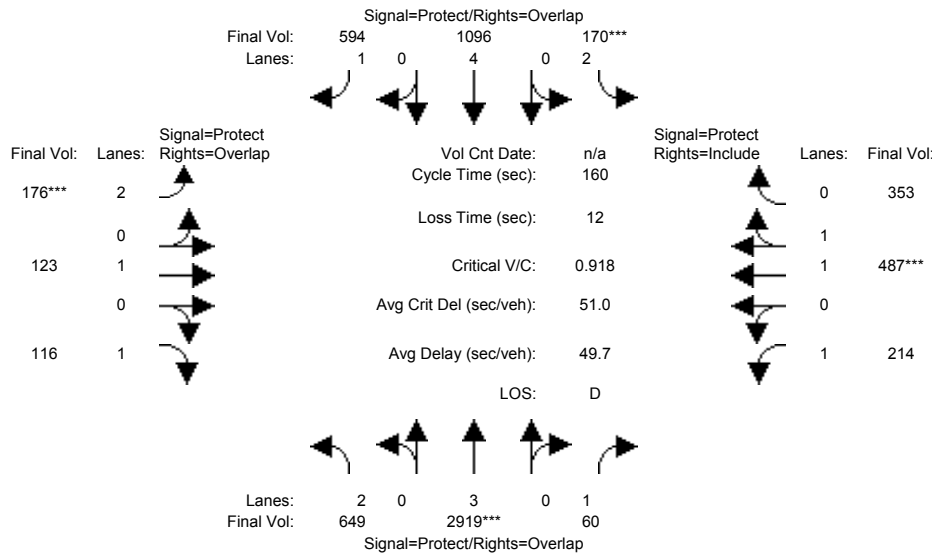 Signal=Protect/Rights=Overlap
Final Vol: 594 1096 170***
Lanes: 1 0 4 0 2
Signal=Protect
Final Vol: Lanes: Rights=Overlap
Vol Cnt Date: n/a
Signal=Protect
Rights=Include Lanes: Final Vol:
Cycle Time (sec): 160
176*** 2
0 353
Loss Time (sec): 12
0
1
123 1
Critical V/C: 0.918
1 487***
0
Avg Crit Del (sec/veh): 51.0
0
116 1
Avg Delay (sec/veh): 49.7
1 214
LOS: D
Lanes: 2 0 3 0 1
Final Vol: 649 2919*** 60
Signal=Protect/Rights=Overlap